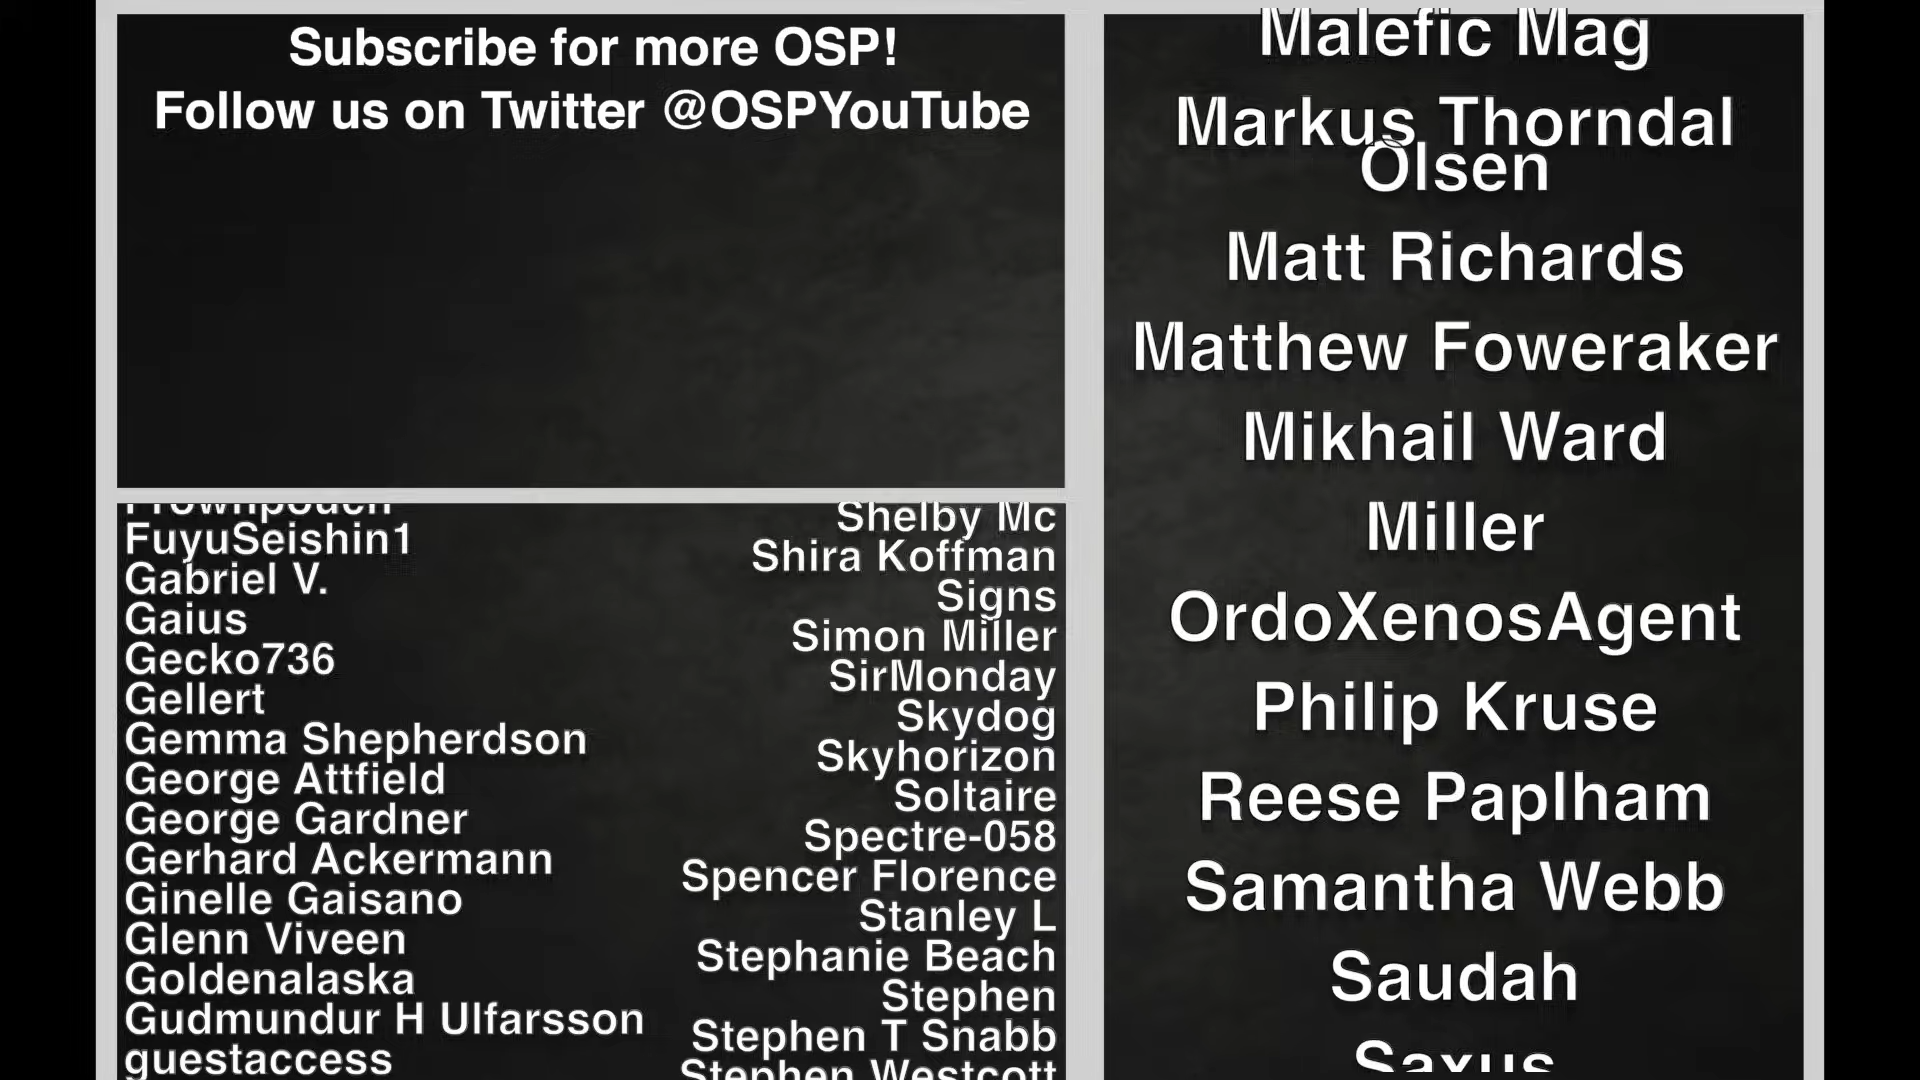 Subscribe for more OSP!
Follow us on Twitter @OSPYouTube
FuyuSeishin1
Gabriel V.
Gaius
Gecko736
Gellert
Gemma Shepherdson
George Attfield
George Gardner
Gerhard Ackermann
Ginelle Gaisano
Glenn Viveen
Goldenalaska
Gudmundur H Ulfarsson
guestaccess
Shelby Mc
Shira Koffman
Signs
Simon Miller
SirMonday
Skydog
Skyhorizon
Soltaire
Spectre-058
Spencer Florence
Stanley L
Stephanie Beach
Stephen
Stephen T Snabb
Stephen Westcott
Malefic Mag
Markus Thorndal
Olsen
Matt Richards
Matthew Foweraker
Mikhail Ward
Miller
OrdoXenosAgent
Philip Kruse
Reese Paplham
Samantha Webb
Saudah
Saxus